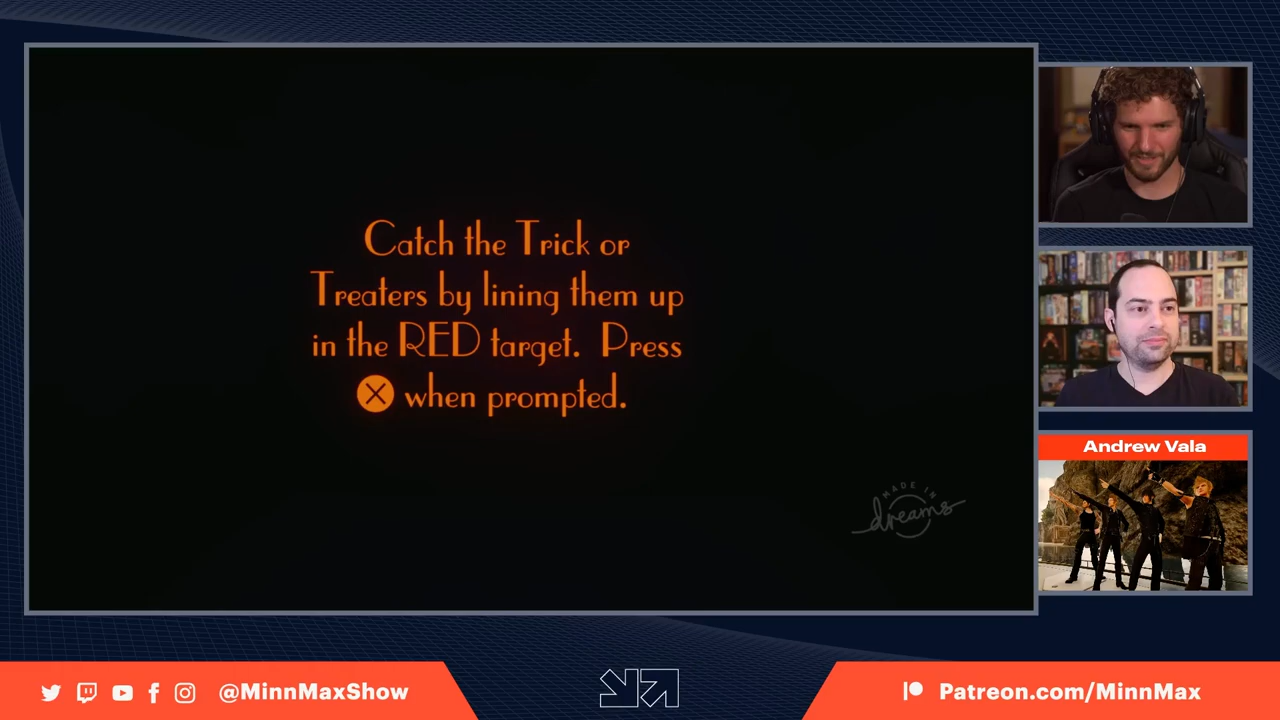 Catch the Trick or
Treaters by lining them up
in the RED target. Press
when prompted.
MADE IN
dreams
Andrew Vala
@MinnMaxShow
Patreon.com/MinnMax